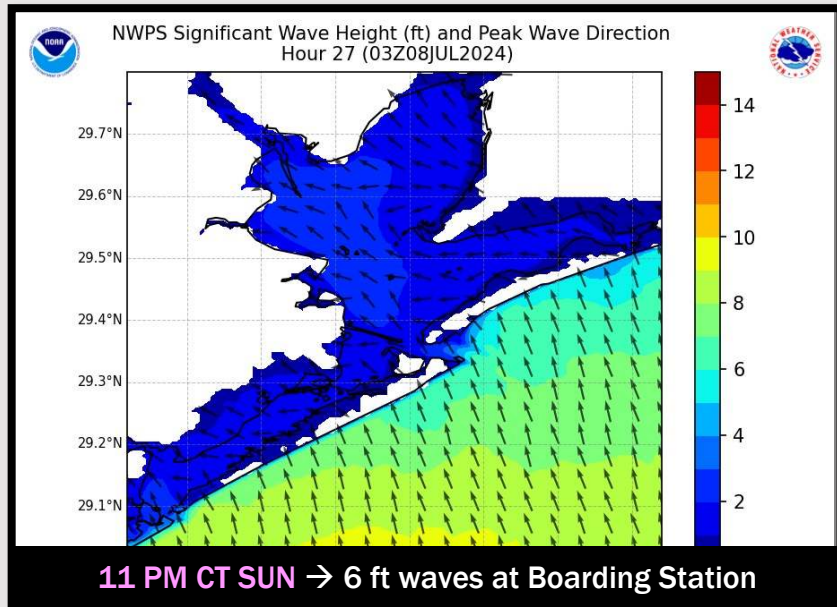 NWPS Significant Wave Height (ft) and Peak Wave Direction
Hour 27 (03Z08JUL2024)
NOAA
29.7°N
29.6°N
29.5°N
29.4°N
29.3°N
29.2°N
29.1°N
14
12
10
8
6
4
2
11 PM CT SUN → 6 ft waves at Boarding Station